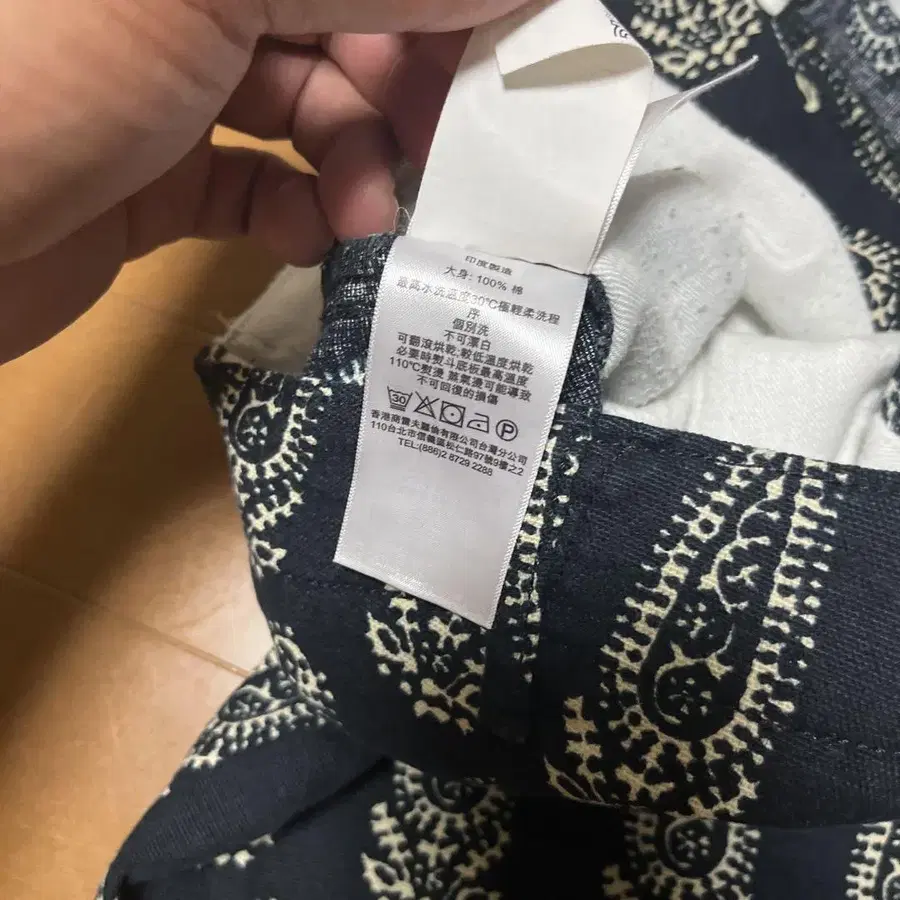 印度製造
大身: 100% 棉
最高水洗溫度30℃極輕柔洗程
序
個別洗
不可漂白
可翻滾烘乾;較低溫度烘乾
必要時熨斗底板最高溫度
110℃熨燙 蒸氣燙可能導致
不可回復的損傷
30 P
香港商雷夫羅倫有限公司台灣分公司
110台北市信義區松仁路97號9樓之2
TEL:(886)2 8729 2288